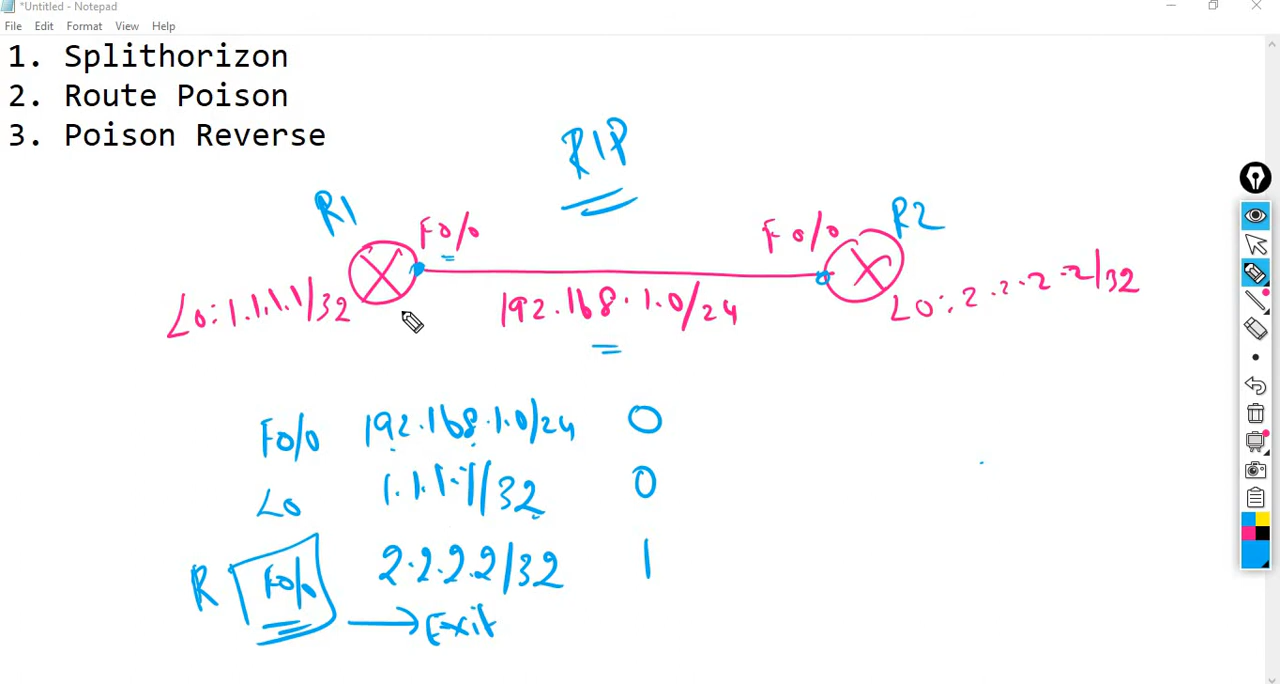 *Untitled - Notepad
File Edit Format View Help
1. Splithorizon
2. Route Poison
3. Poison Reverse
RIP
R1
F0/0
F0/0
R2
Lo:1.1.1.1/32
192.168.1.0/24
Lo:2.2.2.2/32
F0/0 192.168.1.0/24 0
Lo 1.1.1.1/32 0
R F0/0 2.2.2.2/32 1
→ Exit